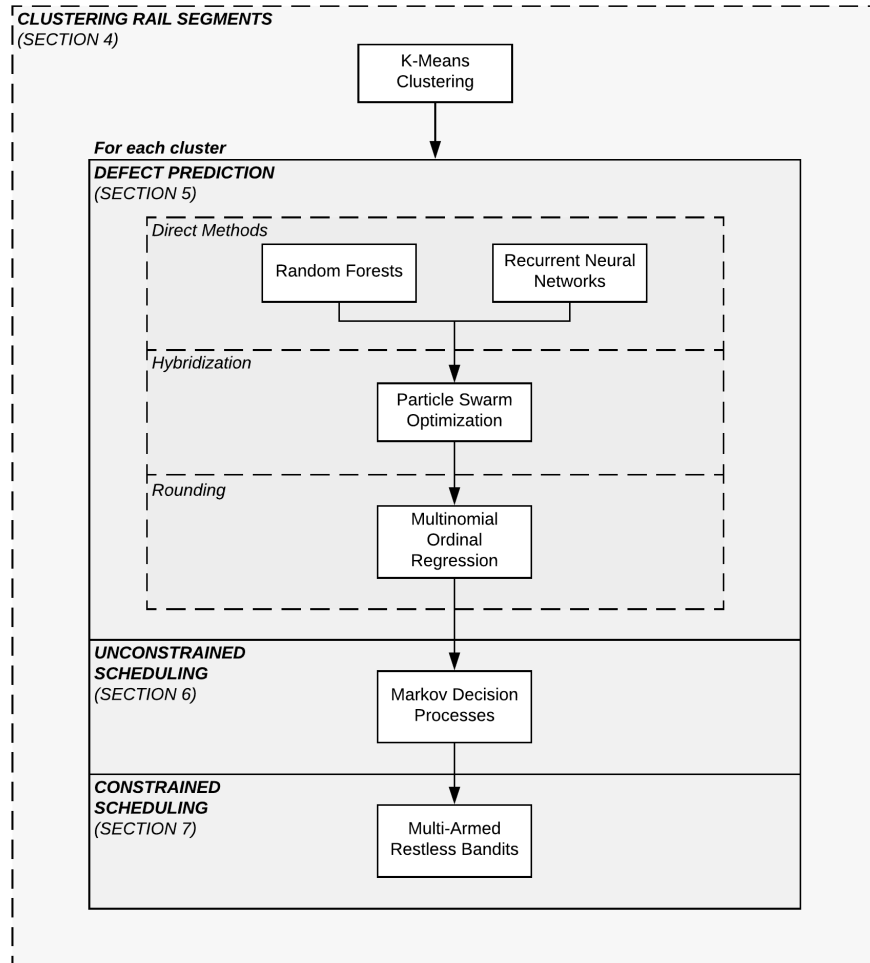 CLUSTERING RAIL SEGMENTS
(SECTION 4)
K-Means
Clustering
For each cluster
DEFECT PREDICTION
(SECTION 5)
Direct Methods
Random Forests
Recurrent Neural
Networks
Hybridization
Particle Swarm
Optimization
Rounding
Multinomial
Ordinal
Regression
UNCONSTRAINED
SCHEDULING
(SECTION 6)
Markov Decision
Processes
CONSTRAINED
SCHEDULING
(SECTION 7)
Multi-Armed
Restless Bandits